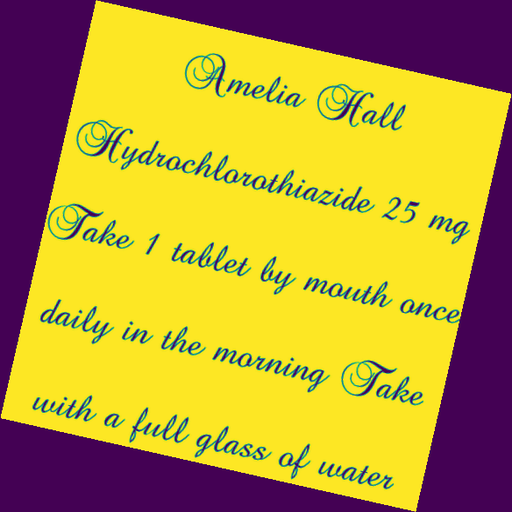 Amelia Hall
Hydrochlorothiazide 25 mg
Take 1 tablet by mouth once
daily in the morning Take
with a full glass of water